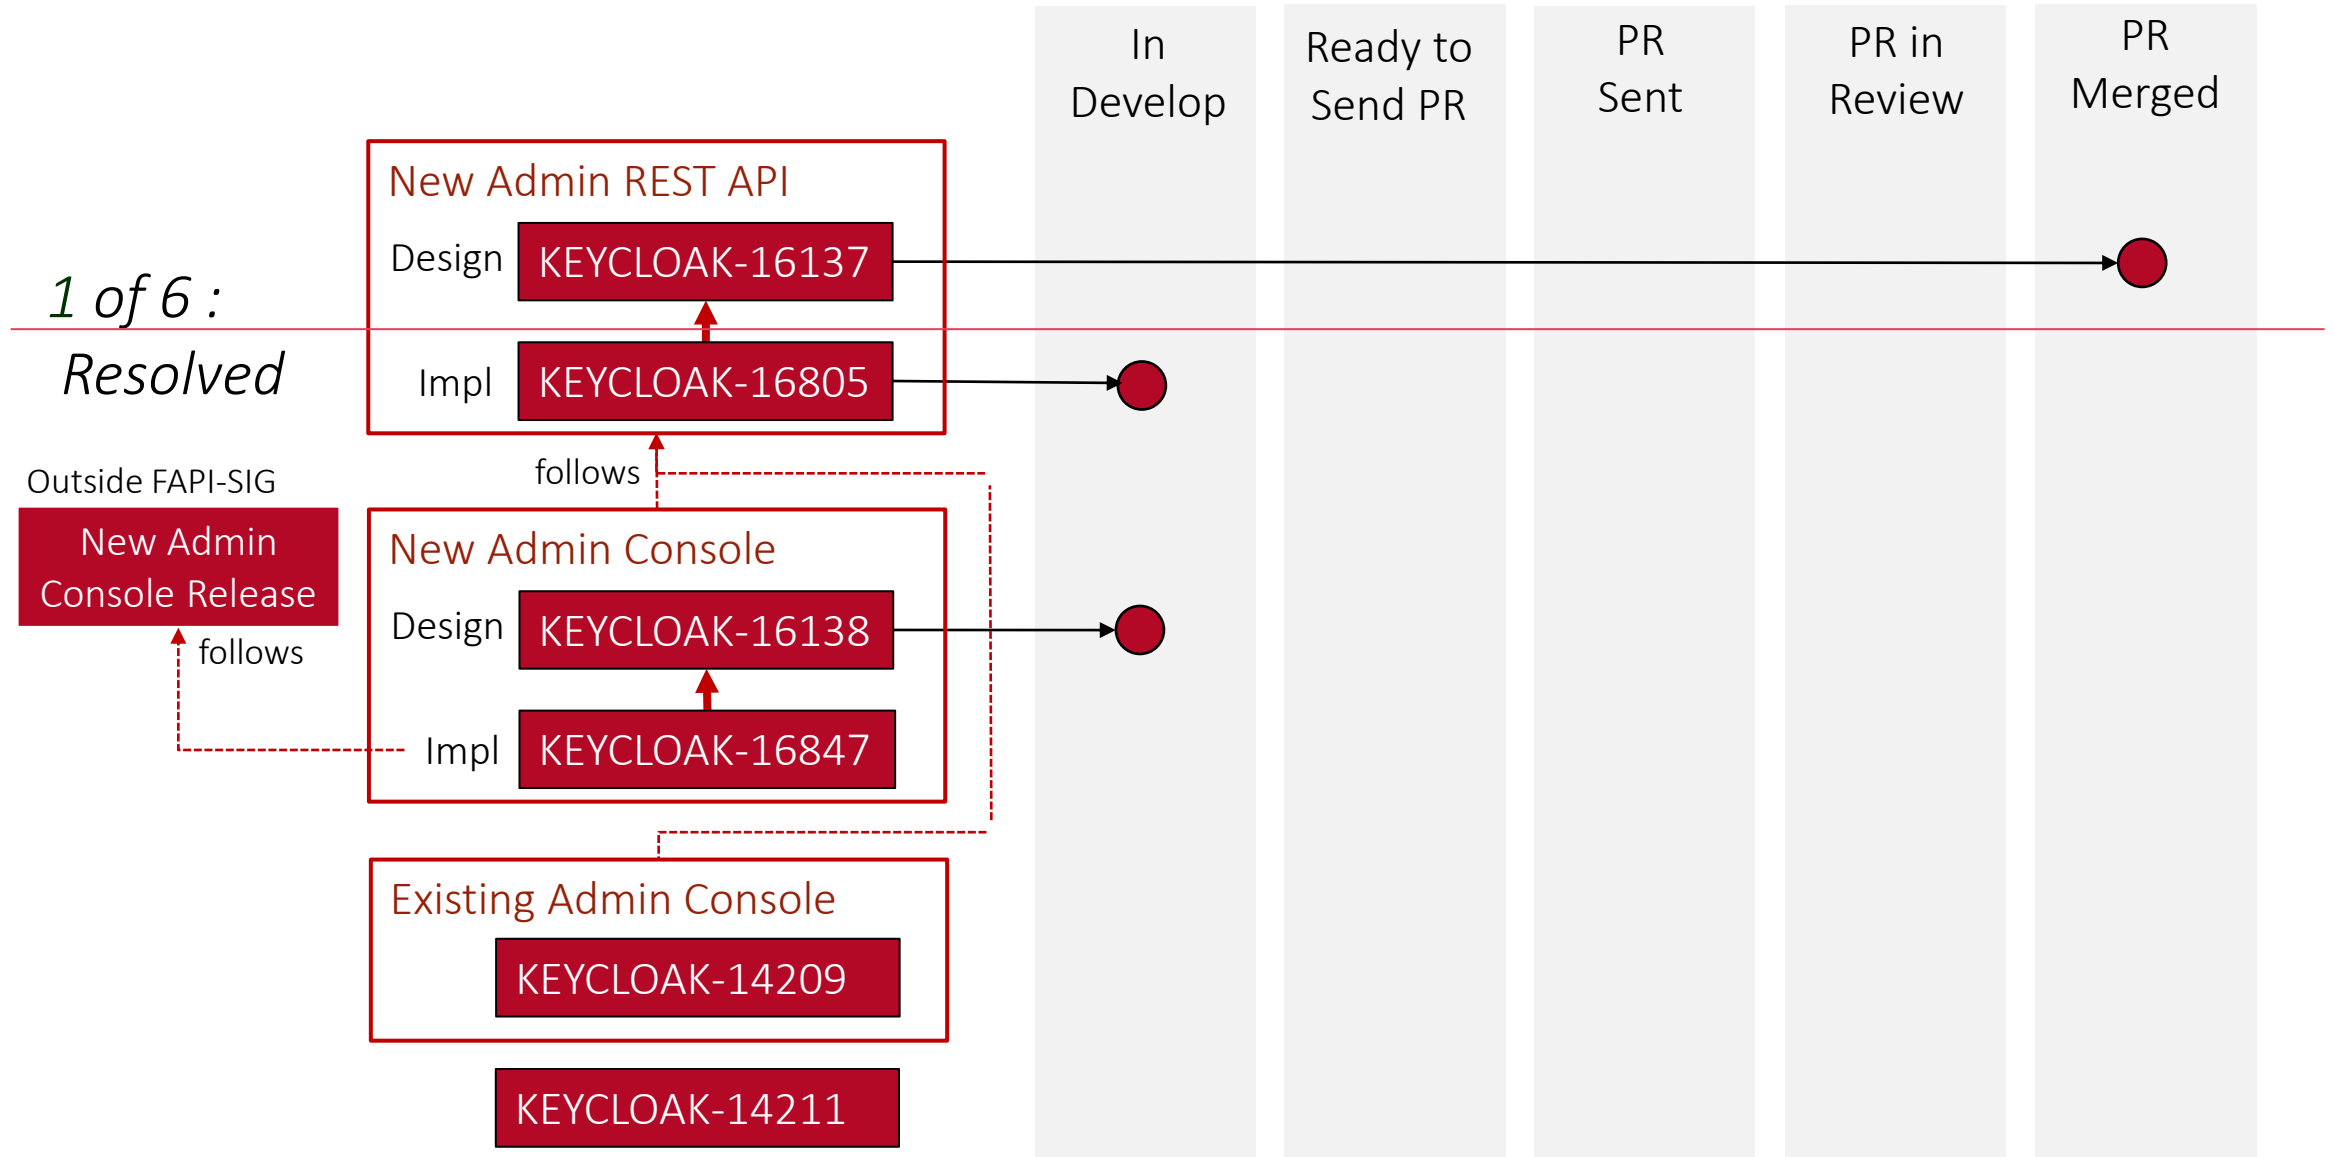 In
Develop
Ready to
Send PR
PR
Sent
PR in
Review
PR
Merged
New Admin REST API
Design
KEYCLOAK-16137
1 of 6 :
Resolved
Impl
KEYCLOAK-16805
follows
Outside FAPI-SIG
New Admin
Console Release
follows
New Admin Console
Design
KEYCLOAK-16138
Impl
KEYCLOAK-16847
Existing Admin Console
KEYCLOAK-14209
KEYCLOAK-14211